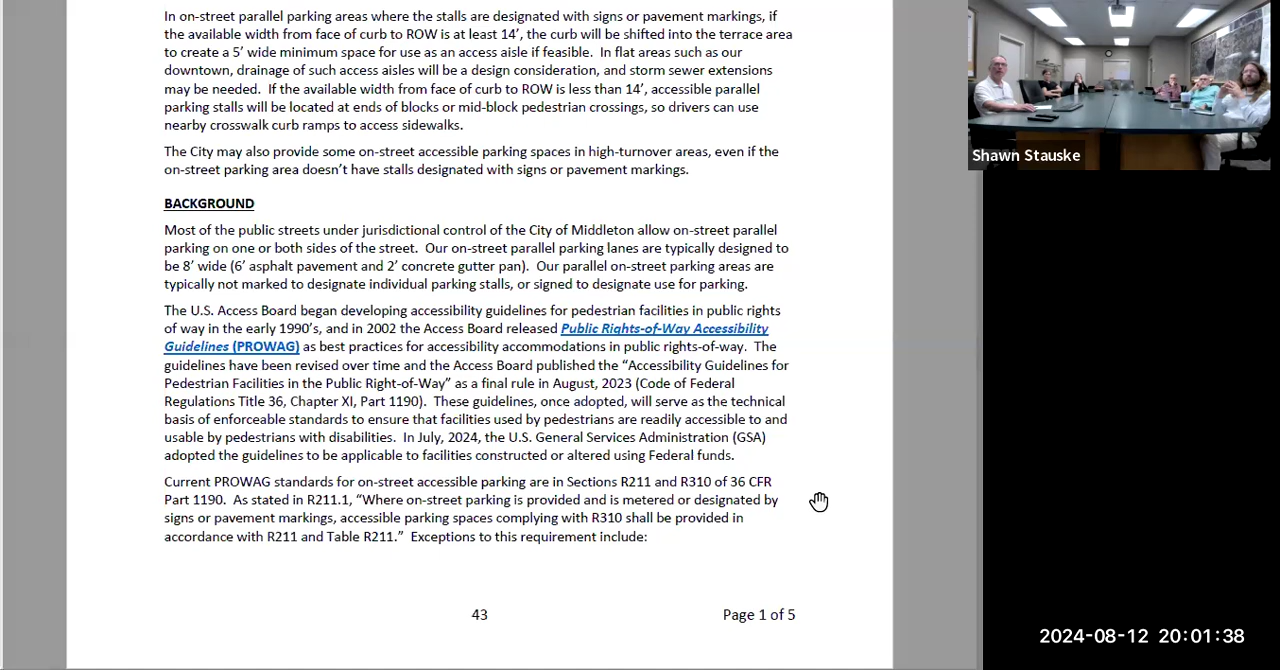 In on-street parallel parking areas where the stalls are designated with signs or pavement markings, if
the available width from face of curb to ROW is at least 14’, the curb will be shifted into the terrace area
to create a 5’ wide minimum space for use as an access aisle if feasible.  In flat areas such as our
downtown, drainage of such access aisles will be a design consideration, and storm sewer extensions
may be needed.  If the available width from face of curb to ROW is less than 14’, accessible parallel
parking stalls will be located at ends of blocks or mid-block pedestrian crossings, so drivers can use
nearby crosswalk curb ramps to access sidewalks.
The City may also provide some on-street accessible parking spaces in high-turnover areas, even if the
on-street parking area doesn’t have stalls designated with signs or pavement markings.
BACKGROUND
Most of the public streets under jurisdictional control of the City of Middleton allow on-street parallel
parking on one or both sides of the street.  Our on-street parallel parking lanes are typically designed to
be 8’ wide (6’ asphalt pavement and 2’ concrete gutter pan).  Our parallel on-street parking areas are
typically not marked to designate individual parking stalls, or signed to designate use for parking.
The U.S. Access Board began developing accessibility guidelines for pedestrian facilities in public rights
of way in the early 1990’s, and in 2002 the Access Board released Public Rights-of-Way Accessibility
Guidelines (PROWAG) as best practices for accessibility accommodations in public rights-of-way.  The
guidelines have been revised over time and the Access Board published the “Accessibility Guidelines for
Pedestrian Facilities in the Public Right-of-Way” as a final rule in August, 2023 (Code of Federal
Regulations Title 36, Chapter XI, Part 1190).  These guidelines, once adopted, will serve as the technical
basis of enforceable standards to ensure that facilities used by pedestrians are readily accessible to and
usable by pedestrians with disabilities.  In July, 2024, the U.S. General Services Administration (GSA)
adopted the guidelines to be applicable to facilities constructed or altered using Federal funds.
Current PROWAG standards for on-street accessible parking are in Sections R211 and R310 of 36 CFR
Part 1190.  As stated in R211.1, “Where on-street parking is provided and is metered or designated by
signs or pavement markings, accessible parking spaces complying with R310 shall be provided in
accordance with R211 and Table R211.”  Exceptions to this requirement include:
43
Page 1 of 5
Shawn Stauske
2024-08-12 20:01:38